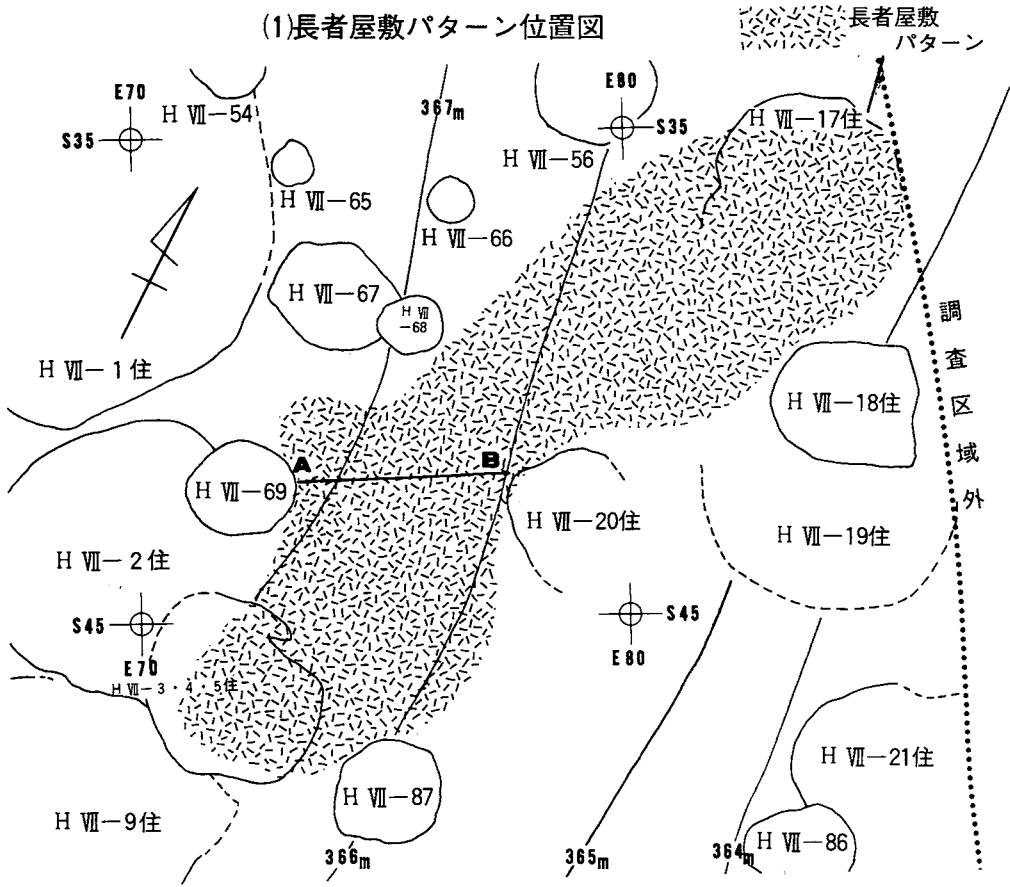 (1)長者屋敷パターン位置図
長者屋敷
パターン
E70
H Ⅶ-54
367m
E80
H Ⅶ-17住
S35
S35
H Ⅶ-56
H Ⅶ-65
H Ⅶ-66
H Ⅶ-67
H Ⅶ
-68
調査区域外
H Ⅶ-1住
H Ⅶ-18住
A
B
H Ⅶ-69
H Ⅶ-20住
H Ⅶ-19住
H Ⅶ-2住
S45
S45
E70
E80
H Ⅶ-3・4・5住
H Ⅶ-21住
H Ⅶ-87
H Ⅶ-9住
H Ⅶ-86
366m
365m
364m